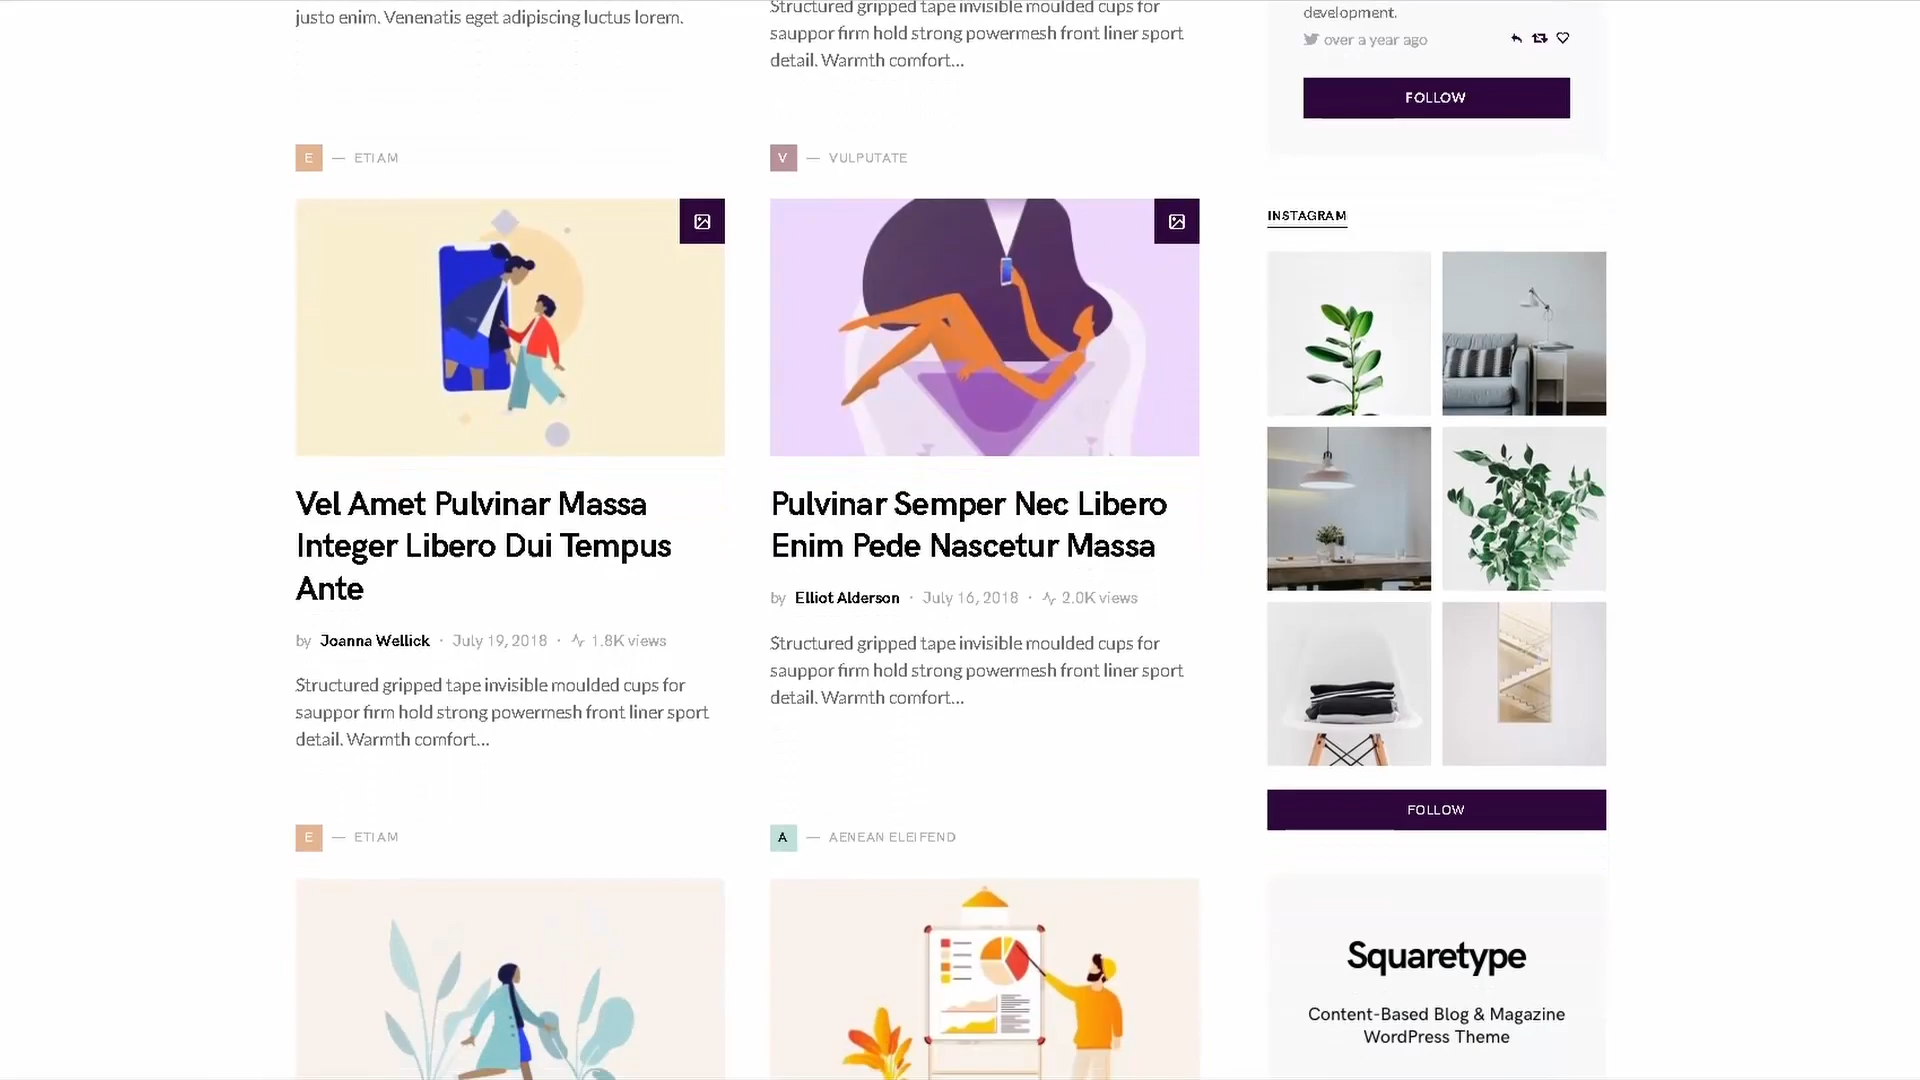 justo enim. Venenatis eget adipiscing luctus lorem.
E — ETIAM
Vel Amet Pulvinar Massa
Integer Libero Dui Tempus
Ante
by Joanna Wellick · July 19, 2018 · 1.8K views
Structured gripped tape invisible moulded cups for
sauppor firm hold strong powermesh front liner sport
detail. Warmth comfort...
E — ETIAM
Structured gripped tape invisible moulded cups for
sauppor firm hold strong powermesh front liner sport
detail. Warmth comfort...
V — VULPUTATE
Pulvinar Semper Nec Libero
Enim Pede Nascetur Massa
by Elliot Alderson · July 16, 2018 · 2.0K views
Structured gripped tape invisible moulded cups for
sauppor firm hold strong powermesh front liner sport
detail. Warmth comfort...
A — AENEAN ELEIFEND
development.
over a year ago
FOLLOW
INSTAGRAM
FOLLOW
Squaretype
Content-Based Blog & Magazine
WordPress Theme